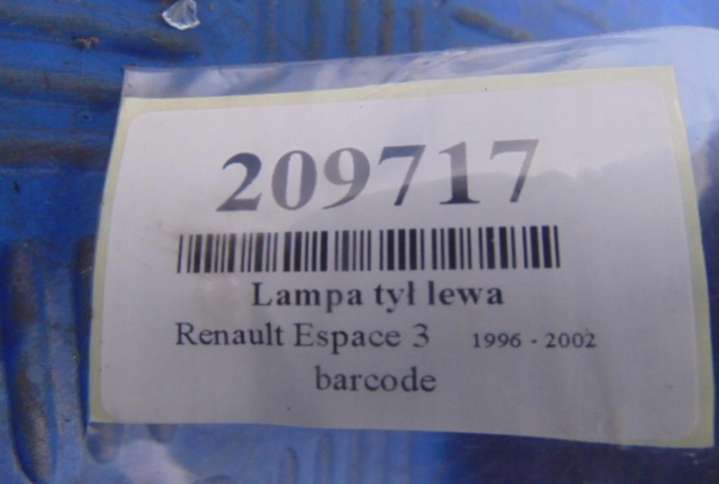 209717
Lampa tył lewa
Renault Espace 3 1996 - 2002
barcode